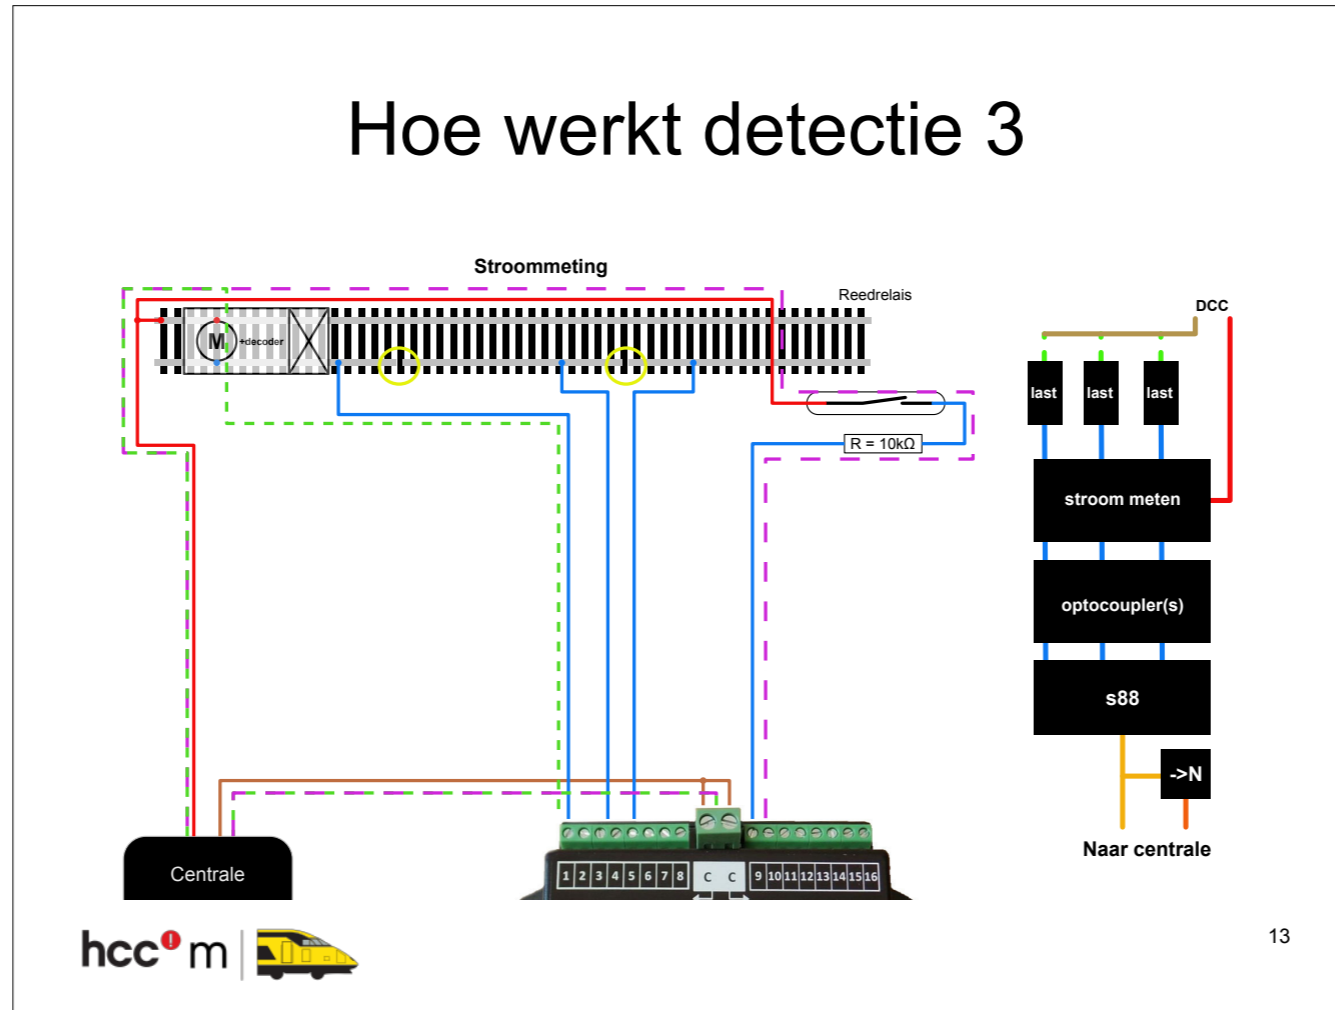 Hoe werkt detectie 3
Stroommeting
Reedrelais
M
+decoder
R = 10kΩ
DCC
last last last
stroom meten
optocoupler(s)
s88
->N
Naar centrale
Centrale
1 2 3 4 5 6 7 8 C C 9 10 11 12 13 14 15 16
hcc! m
13